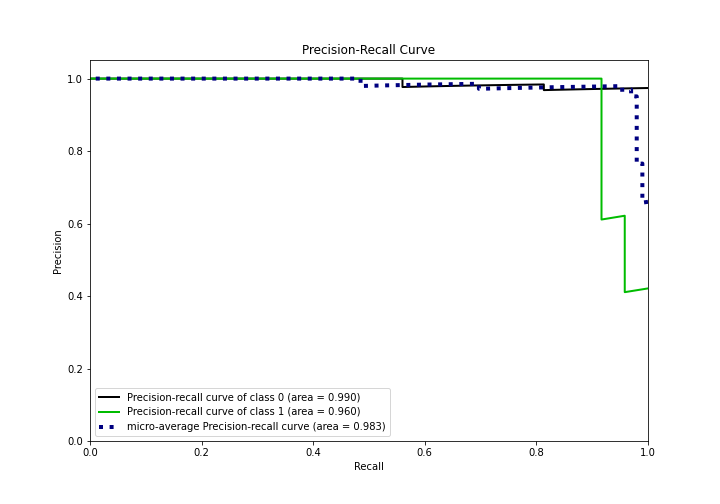 Precision-Recall Curve
1.0
0.8
0.6
0.4
0.2
0.0
Precision
Precision-recall curve of class 0 (area = 0.990)
Precision-recall curve of class 1 (area = 0.960)
micro-average Precision-recall curve (area = 0.983)
0.0 0.2 0.4 0.6 0.8 1.0
Recall